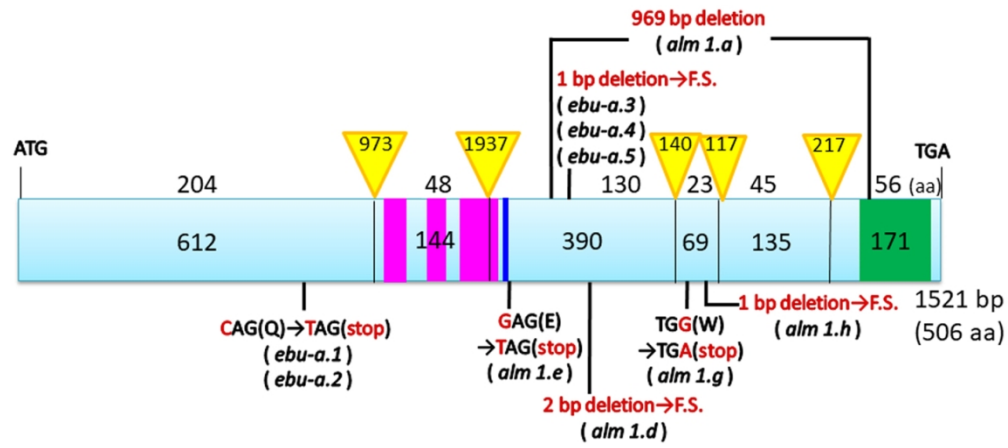 969 bp deletion
( alm 1.a )
1 bp deletion→F.S.
( ebu-a.3 )
( ebu-a.4 )
( ebu-a.5 )
973
1937
140
117
217
ATG
TGA
204
48
130
23
45
56 (aa)
612
144
390
69
135
171
CAG(Q)→TAG(stop)
( ebu-a.1 )
( ebu-a.2 )
GAG(E)
→TAG(stop)
( alm 1.e )
TGG(W)
→TGA(stop)
( alm 1.g )
1 bp deletion→F.S.
( alm 1.h )
1521 bp
(506 aa)
2 bp deletion→F.S.
( alm 1.d )